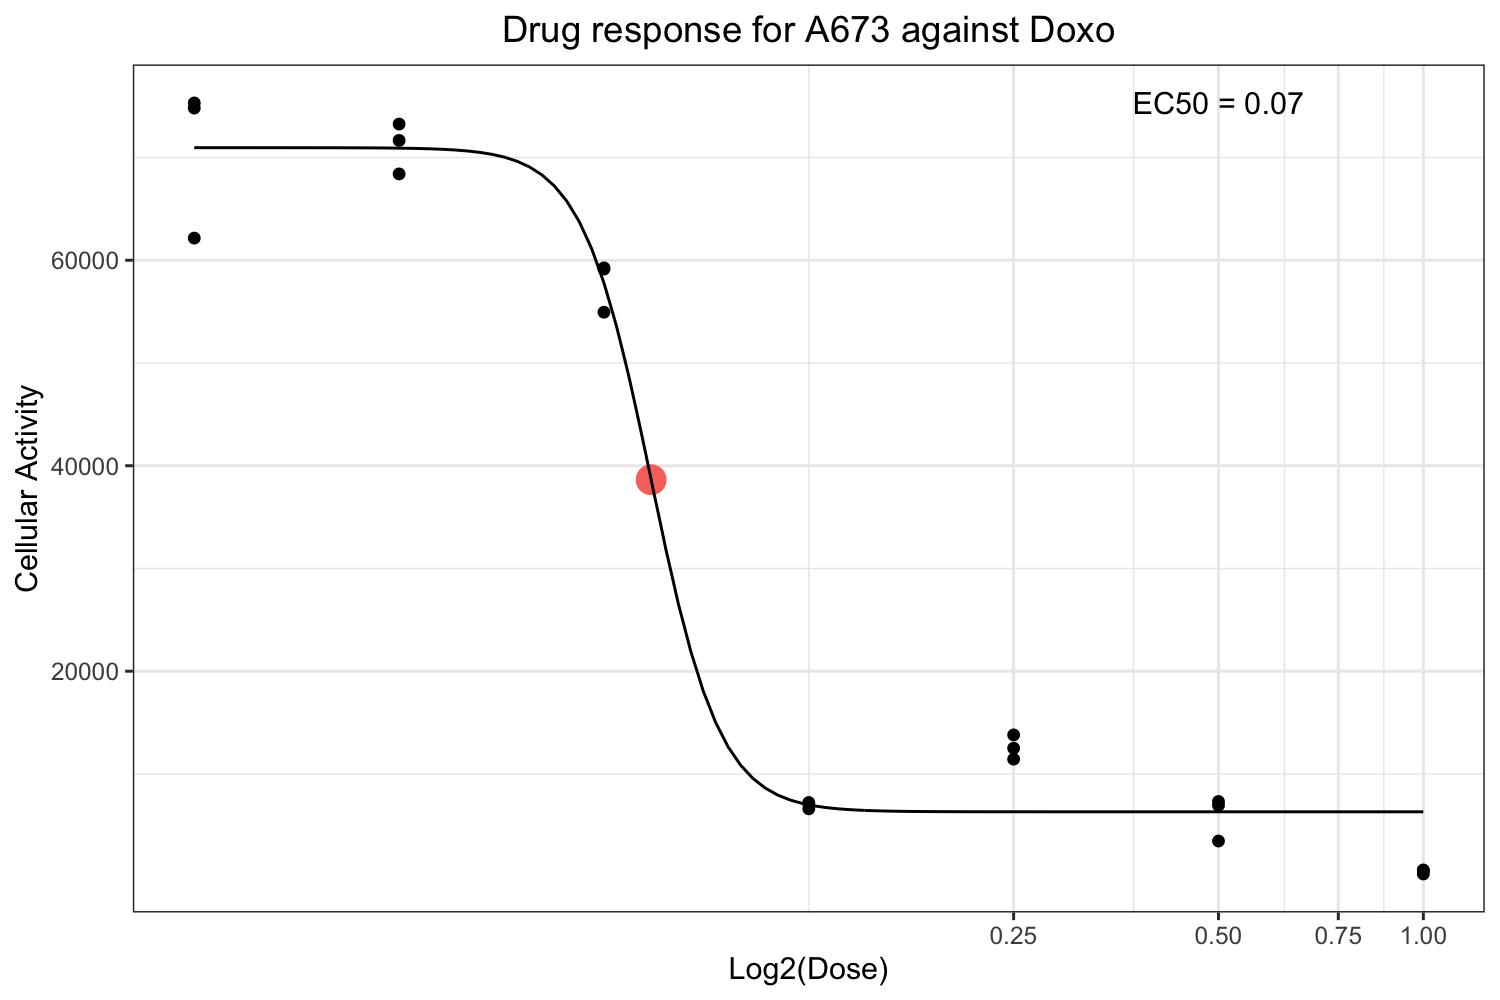 Drug response for A673 against Doxo
EC50 = 0.07
60000
40000
20000
Cellular Activity
0.25 0.50 0.75 1.00
Log2(Dose)